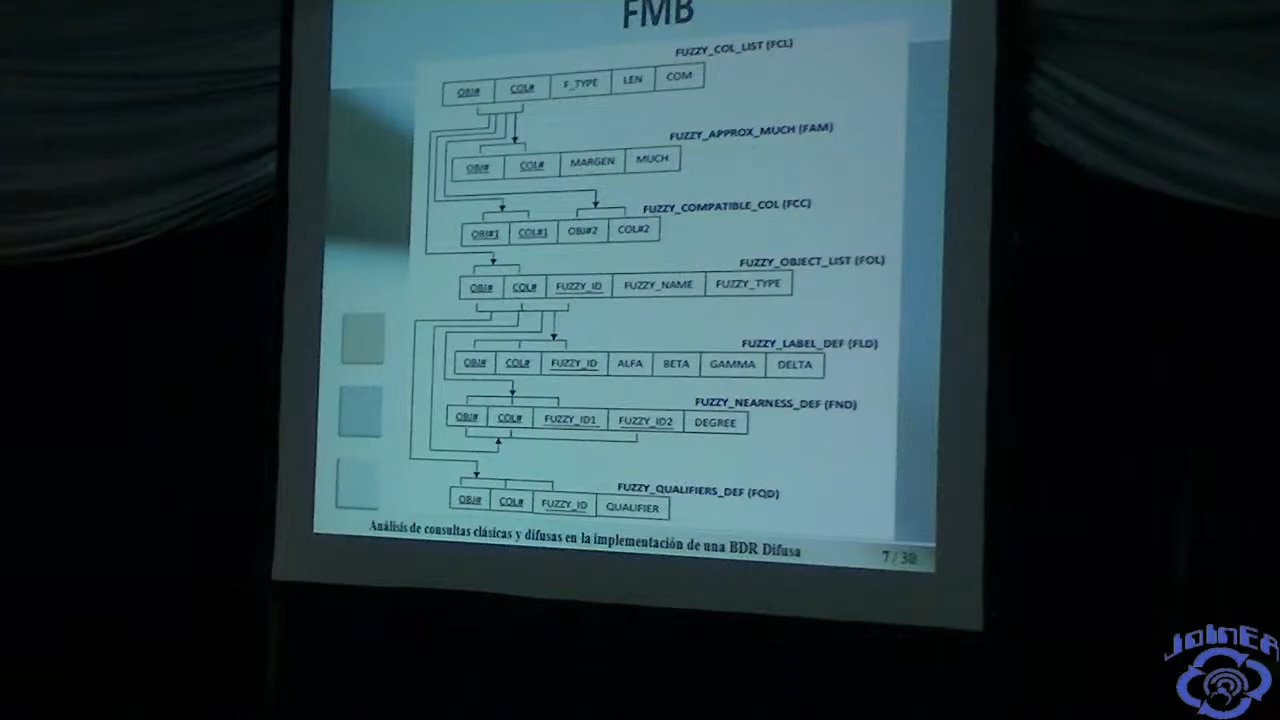 FMB
FUZZY_COL_LIST (FCL)
OBJ# COL# F_TYPE LEN COM
FUZZY_APPROX_MUCH (FAM)
OBJ# COL# MARGEN MUCH
FUZZY_COMPATIBLE_COL (FCC)
OBJ#1 COL#1 OBJ#2 COL#2
FUZZY_OBJECT_LIST (FOL)
OBJ# COL# FUZZY_ID FUZZY_NAME FUZZY_TYPE
FUZZY_LABEL_DEF (FLD)
OBJ# COL# FUZZY_ID ALFA BETA GAMMA DELTA
FUZZY_NEARNESS_DEF (FND)
OBJ# COL# FUZZY_ID1 FUZZY_ID2 DEGREE
FUZZY_QUALIFIERS_DEF (FQD)
OBJ# COL# FUZZY_ID QUALIFIER
Análisis de consultas clásicas y difusas en la implementación de una BDR Difusa
7 / 30
JoinEA